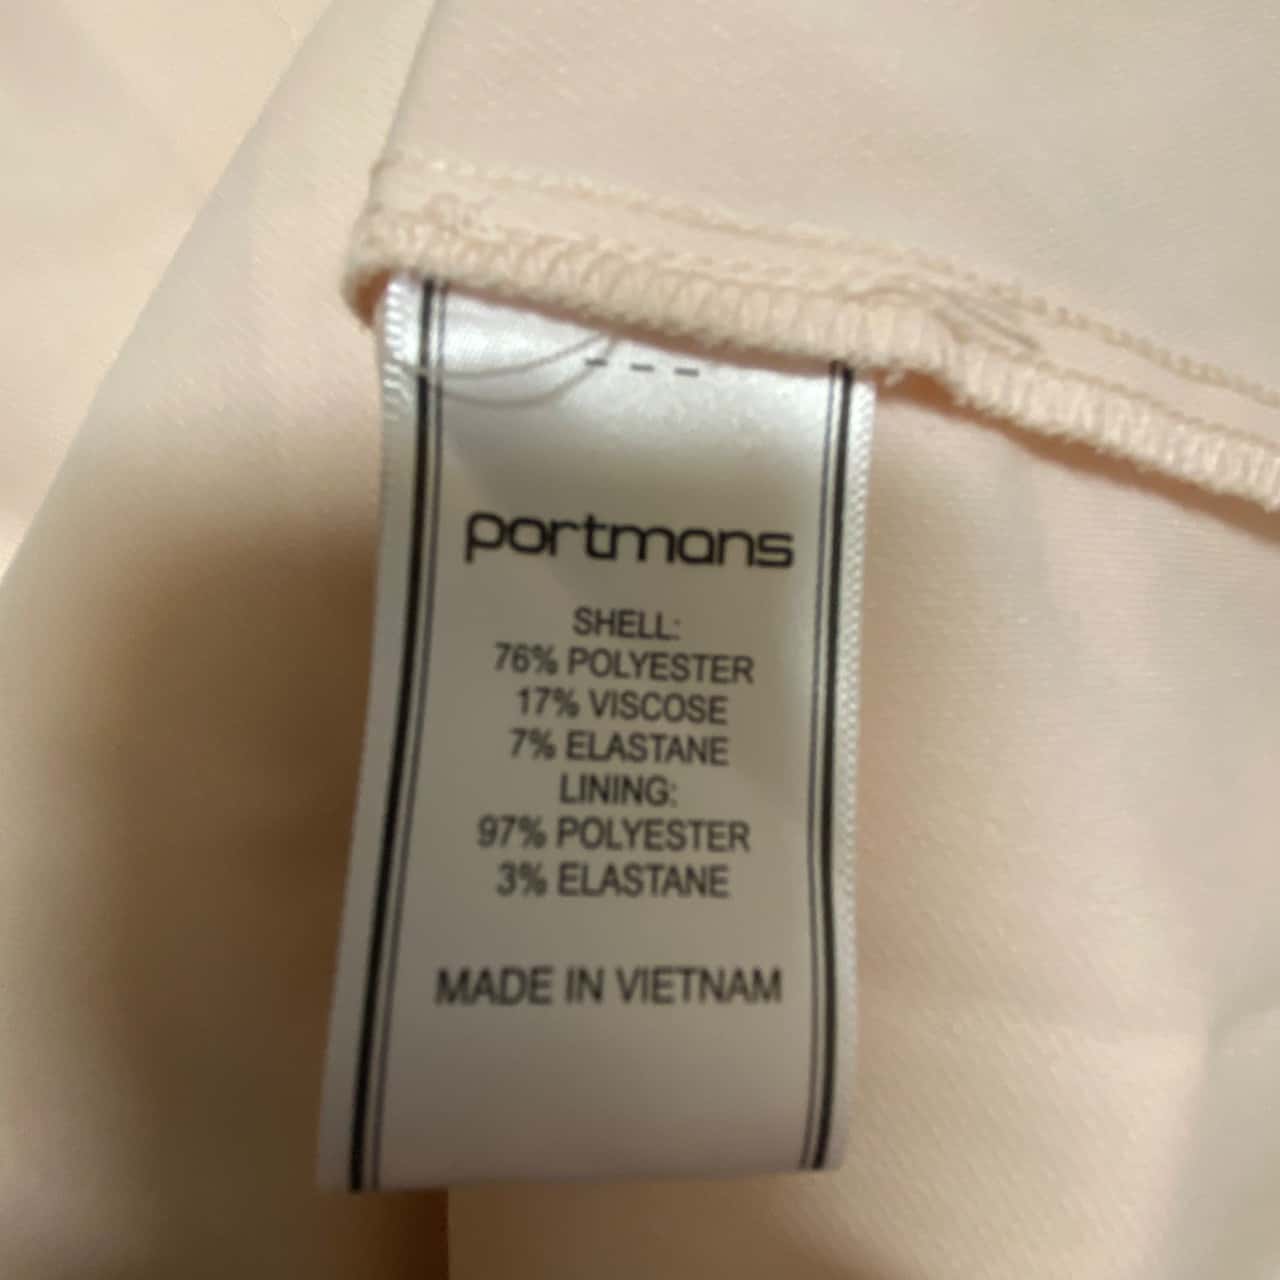 portmans
SHELL:
76% POLYESTER
17% VISCOSE
7% ELASTANE
LINING:
97% POLYESTER
3% ELASTANE
MADE IN VIETNAM